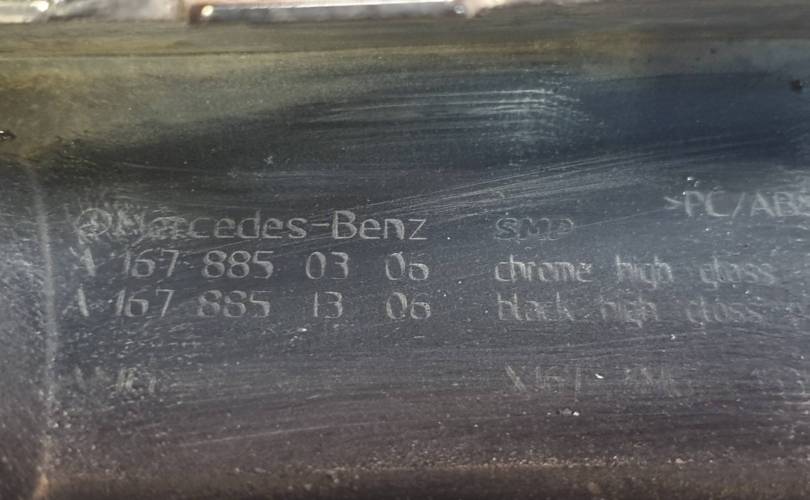 Mercedes-Benz SMP >PC/ABS
A 167 885 03 06 chrome high gloss
A 167 885 13 06 black high gloss
X167